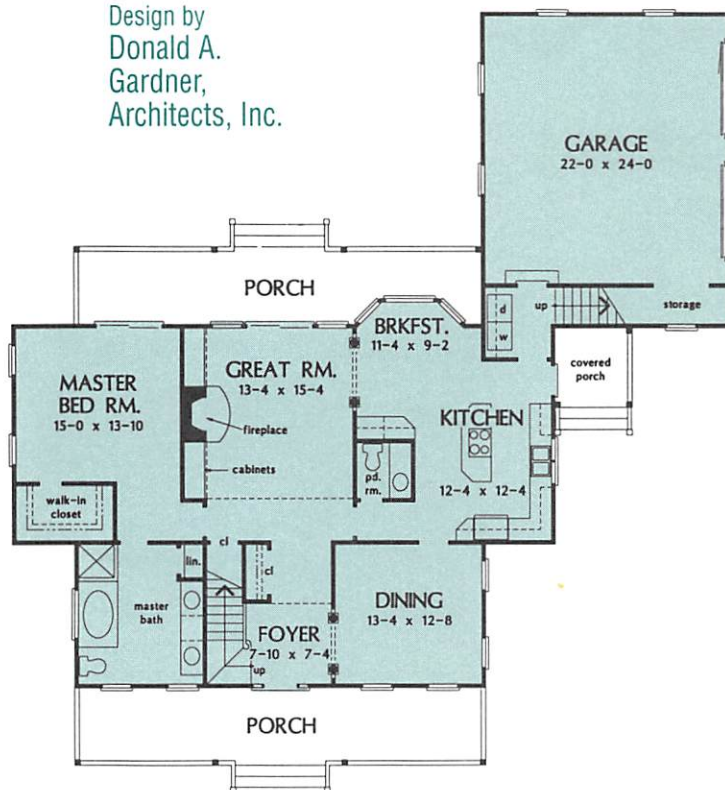 Design by
Donald A.
Gardner,
Architects, Inc.
GARAGE
22-0 x 24-0
PORCH
d
w
up
storage
BRKFST.
11-4 x 9-2
GREAT RM.
13-4 x 15-4
MASTER
BED RM.
15-0 x 13-10
covered
porch
fireplace
KITCHEN
cabinets
pd.
rm.
12-4 x 12-4
walk-in
closet
cl
lin.
cl
master
bath
DINING
13-4 x 12-8
FOYER
7-10 x 7-4
up
PORCH